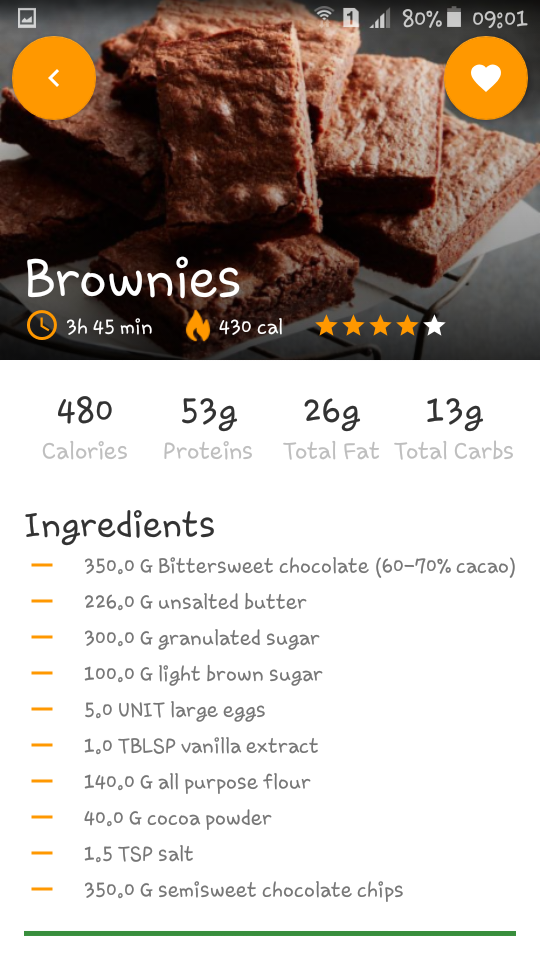 1 80% 09:01
Brownies
3h 45 min 430 cal
480 53g 26g 13g
Calories Proteins Total Fat Total Carbs
Ingredients
350.0 G Bittersweet chocolate (60-70% cacao)
226.0 G unsalted butter
300.0 G granulated sugar
100.0 G light brown sugar
5.0 UNIT large eggs
1.0 TBLSP vanilla extract
140.0 G all purpose flour
40.0 G cocoa powder
1.5 TSP salt
350.0 G semisweet chocolate chips